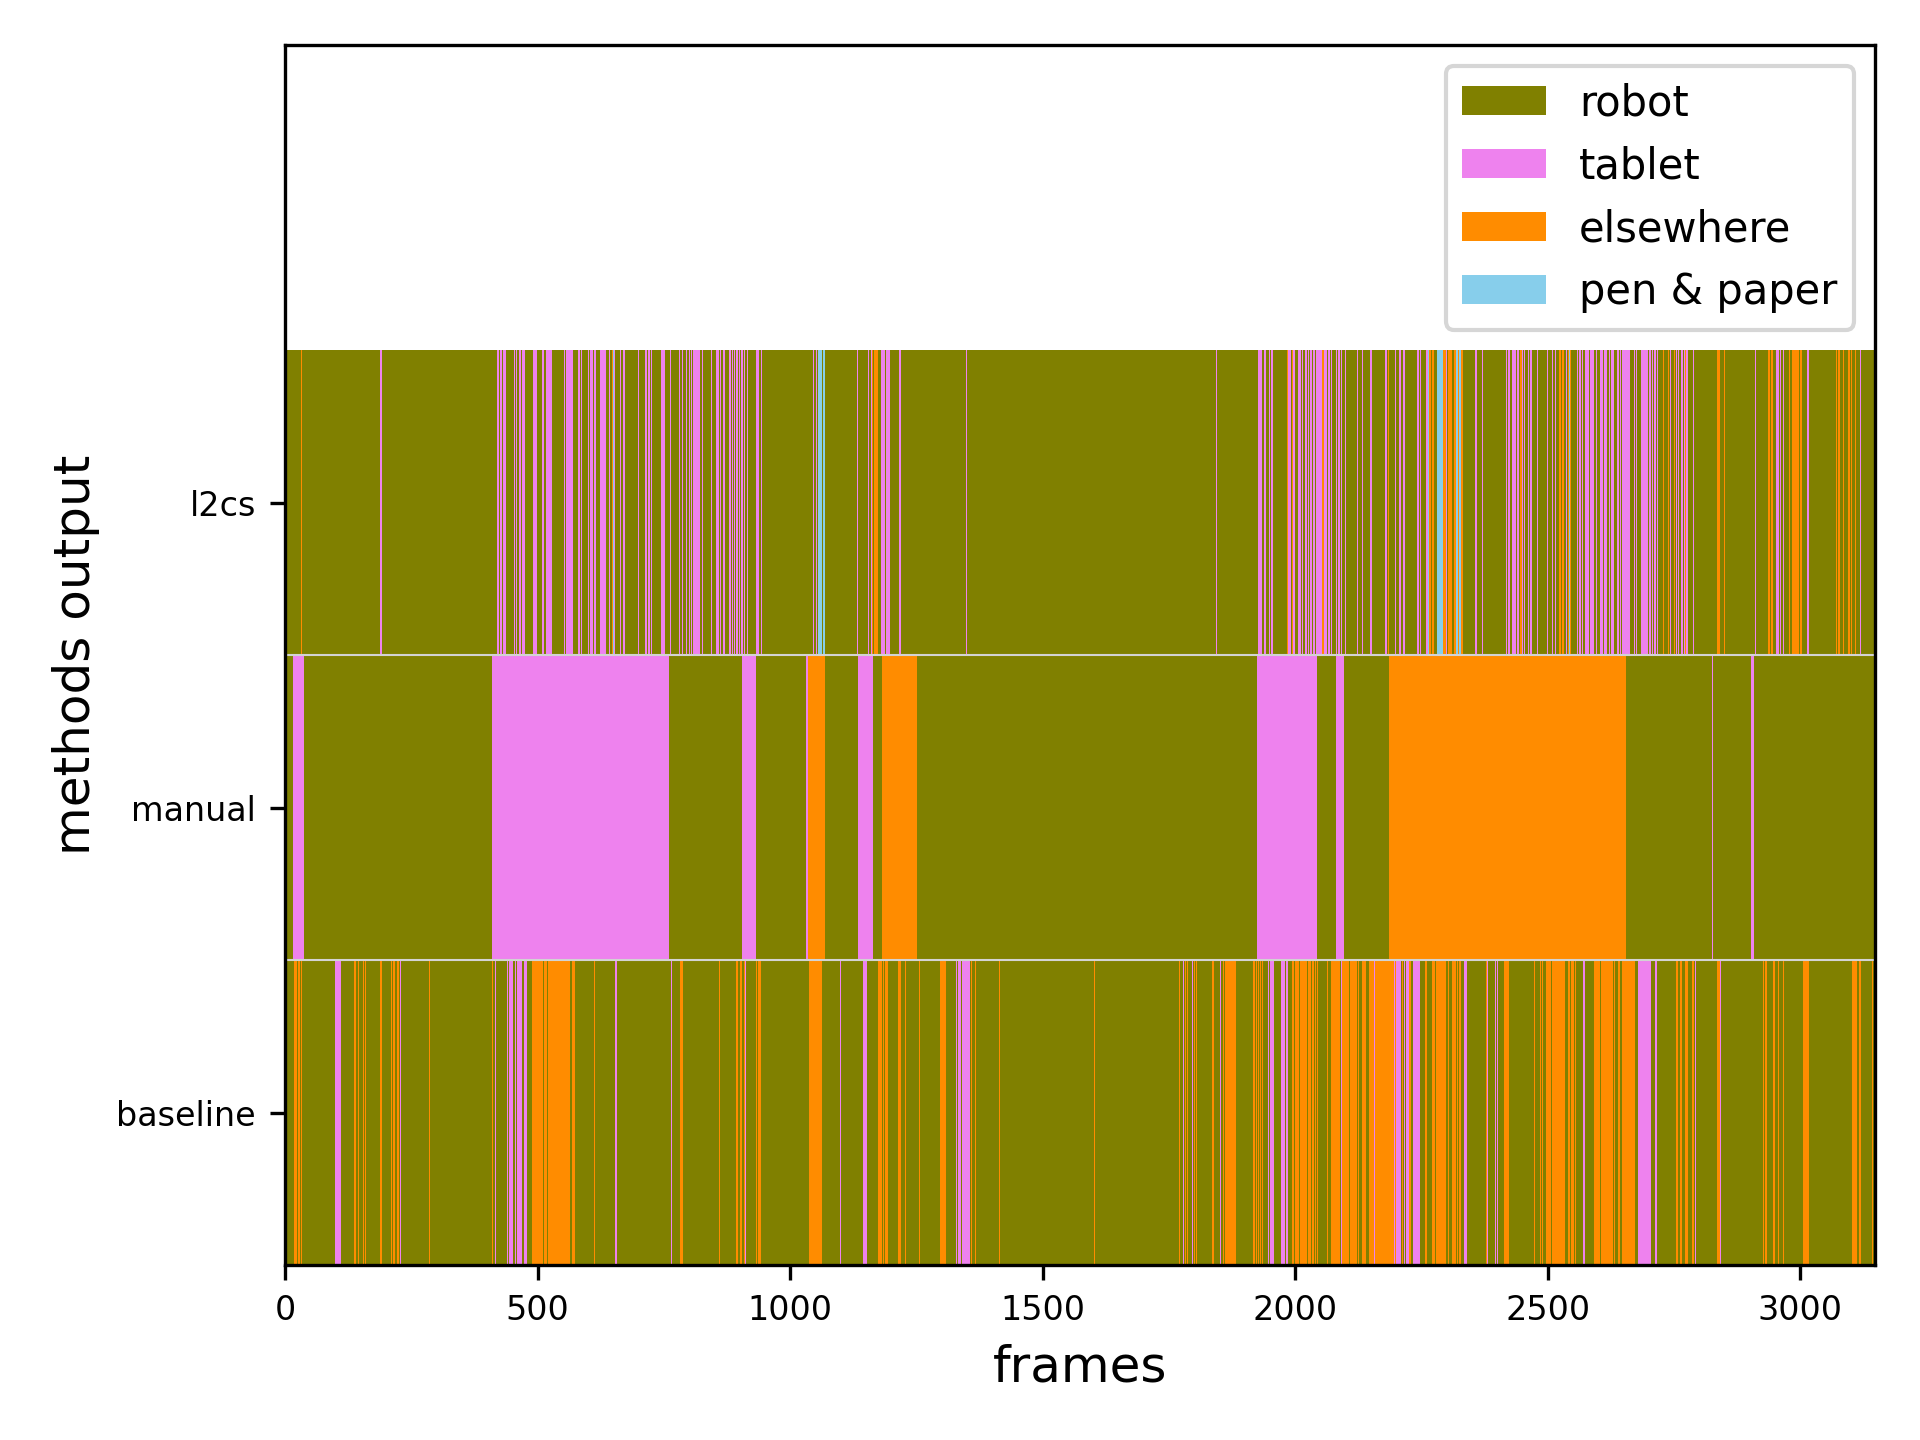 robot
tablet
elsewhere
pen & paper
methods output
l2cs
manual
baseline
0 500 1000 1500 2000 2500 3000
frames